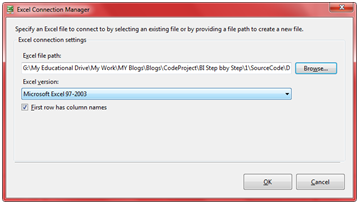 Excel Connection Manager
Specify an Excel file to connect to by selecting an existing file or by providing a file path to create a new file.
Excel connection settings
Excel file path:
G:\My Educational Drive\My Work\MY Blogs\Blogs\CodeProject\BI Step bby Step\1\SourceCode\D
Browse...
Excel version:
Microsoft Excel 97-2003
First row has column names
OK
Cancel